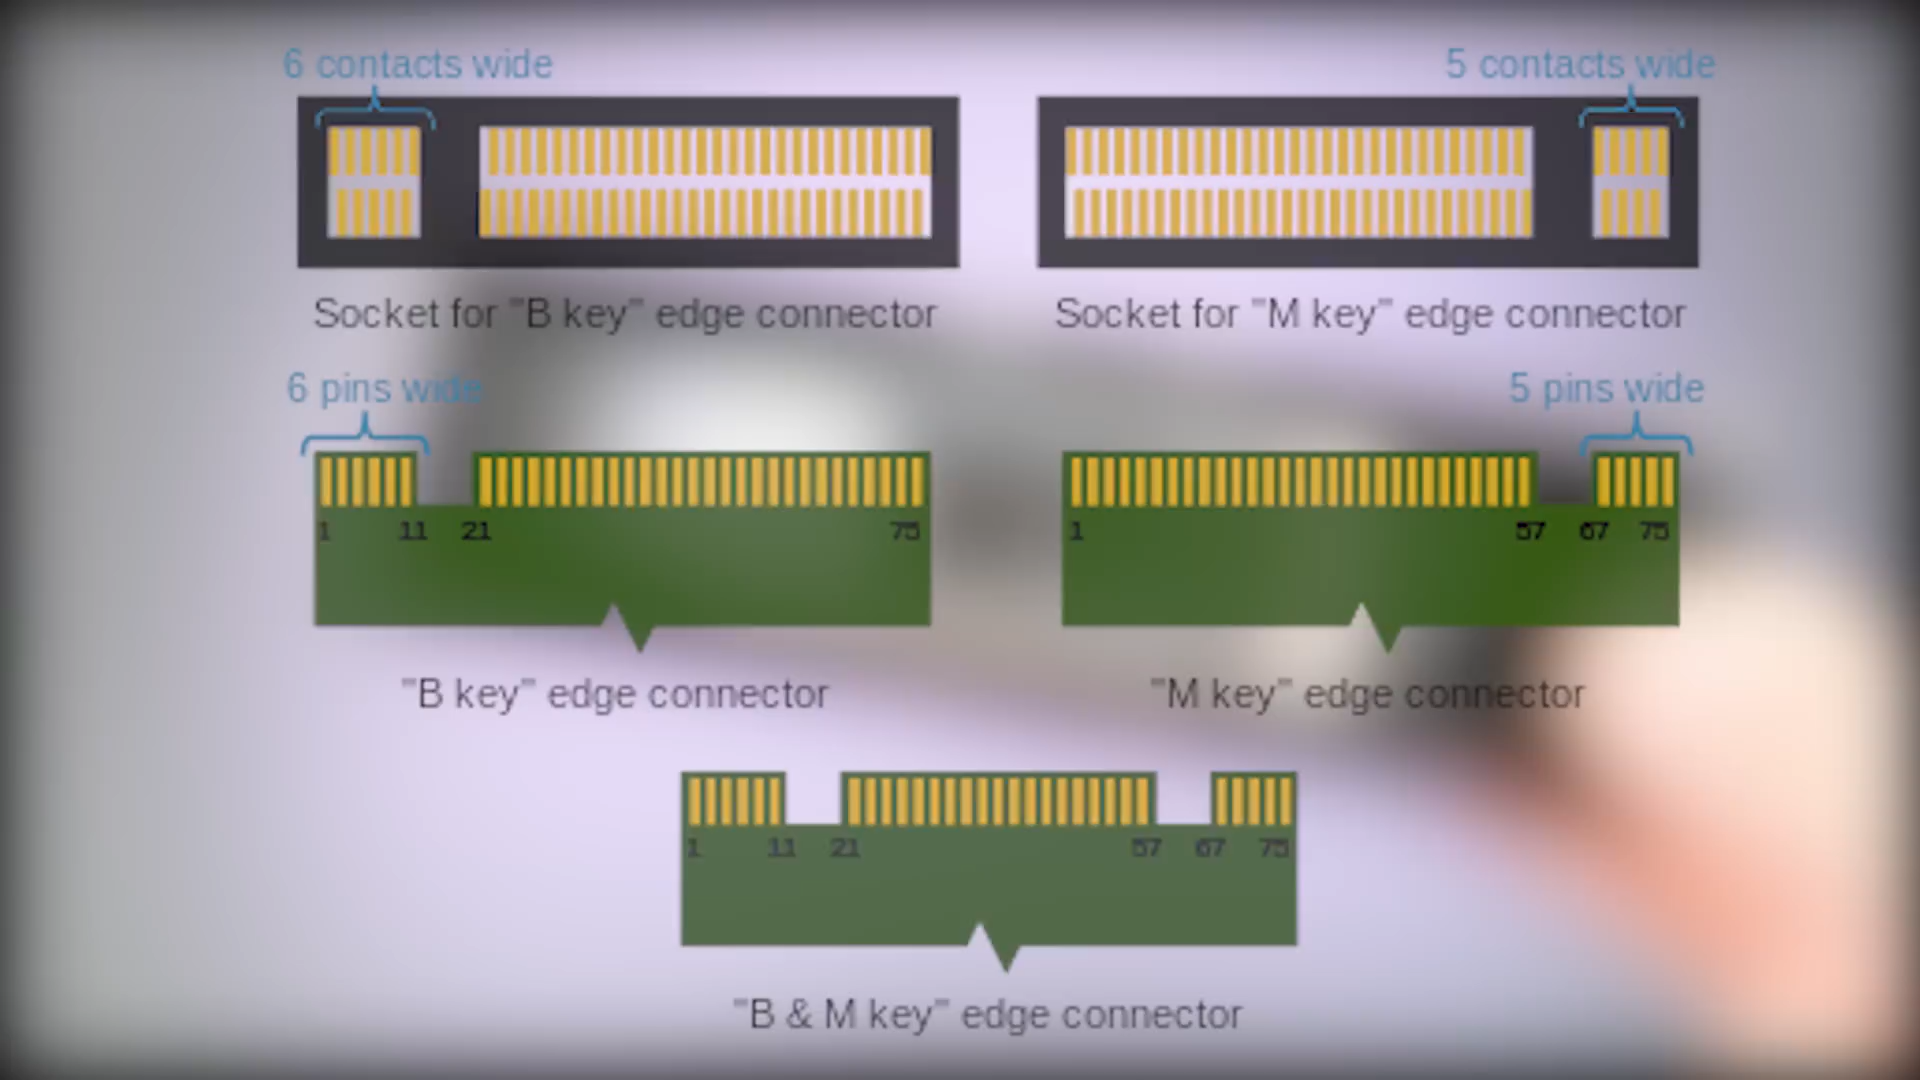 6 contacts wide
5 contacts wide
Socket for "B key" edge connector
Socket for "M key" edge connector
6 pins wide
5 pins wide
1 11 21 75
1 57 67 75
"B key" edge connector
"M key" edge connector
1 11 21 57 67 75
"B & M key" edge connector